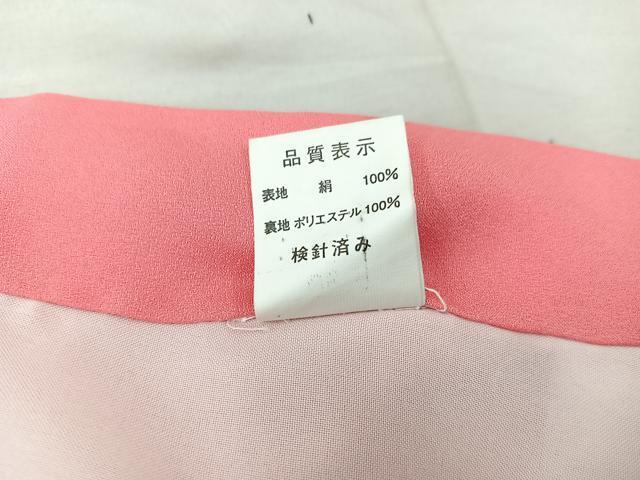 品質表示
表地 絹 100%
裏地 ポリエステル 100%
検針済み